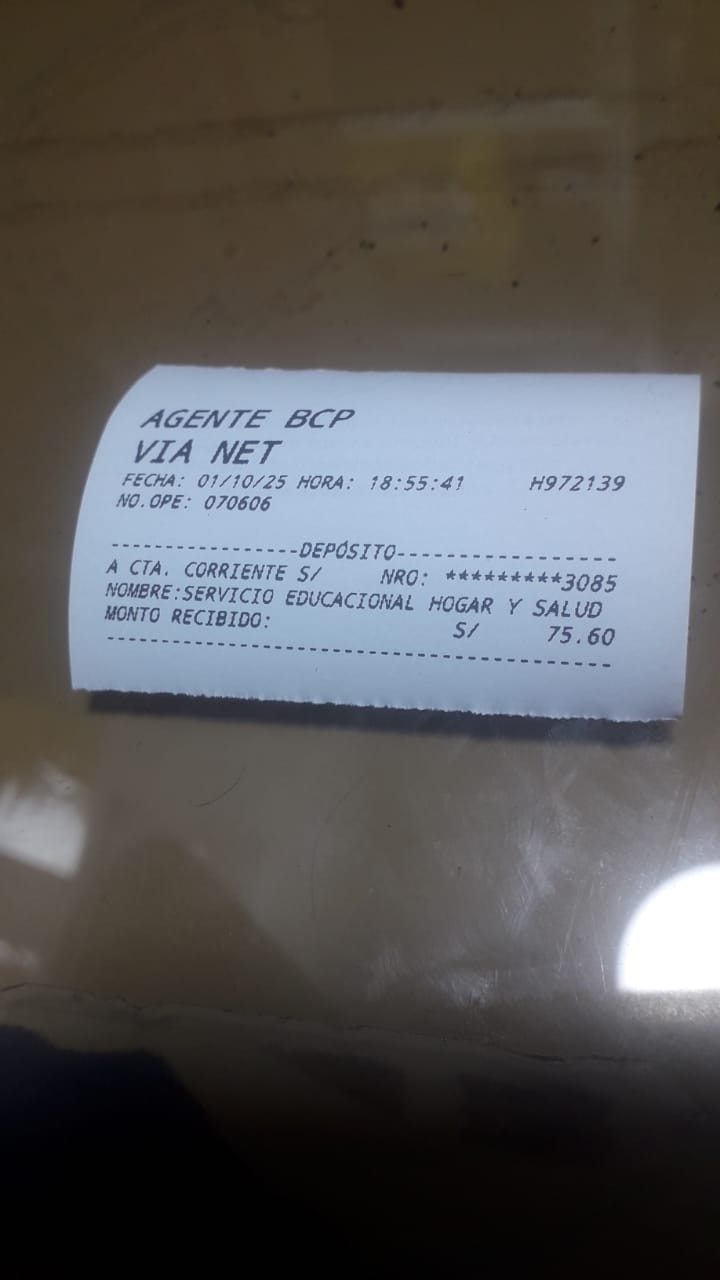 AGENTE BCP
VIA NET
FECHA: 01/10/25 HORA: 18:55:41 H972139
NO.OPE: 070606
-----------------DEPÓSITO--------------------
A CTA. CORRIENTE S/ NRO: *********3085
NOMBRE:SERVICIO EDUCACIONAL HOGAR Y SALUD
MONTO RECIBIDO: S/ 75.60
----------------------------------------------